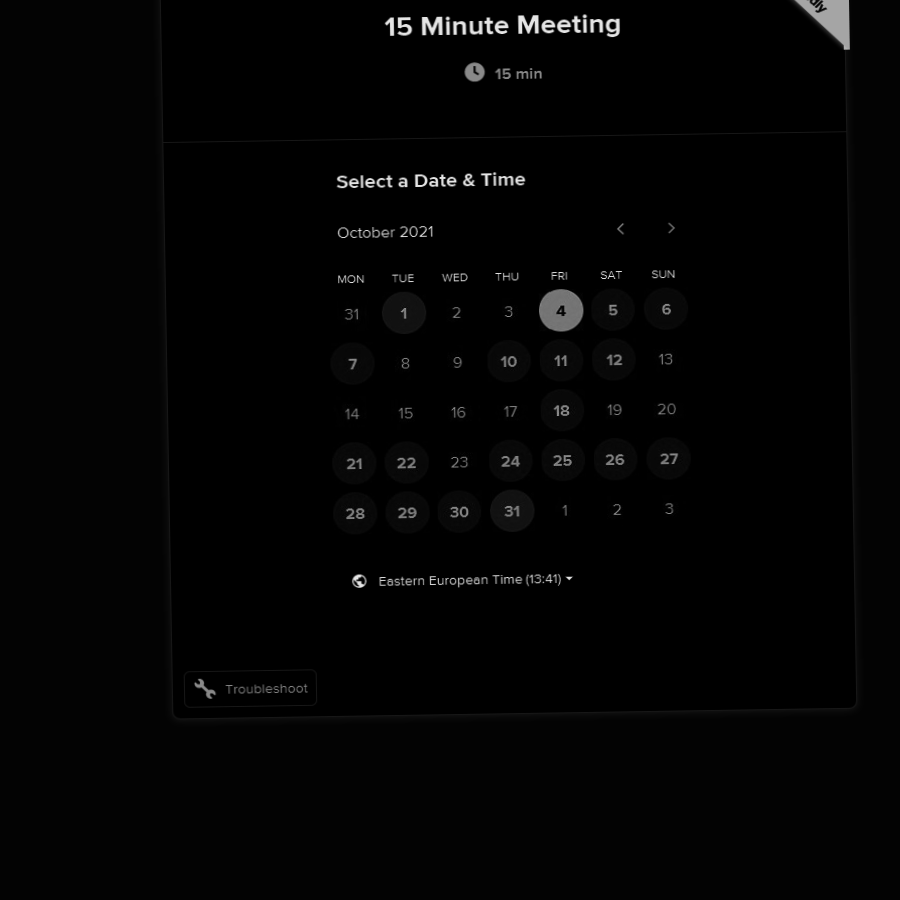 15 Minute Meeting
15 min
Select a Date & Time
October 2021
MON TUE WED THU FRI SAT SUN
31 1 2 3 4 5 6
7 8 9 10 11 12 13
14 15 16 17 18 19 20
21 22 23 24 25 26 27
28 29 30 31 1 2 3
Eastern European Time (13:41)
Troubleshoot